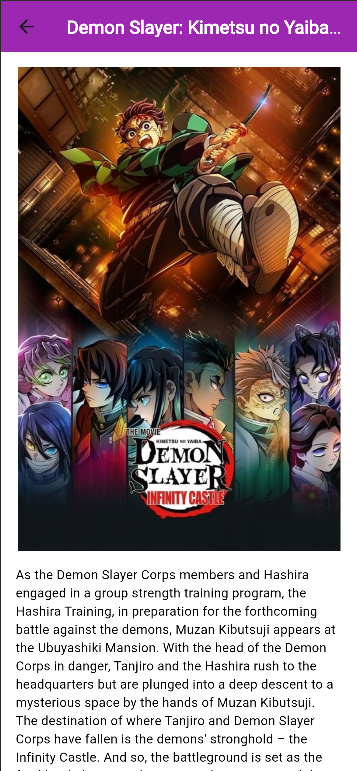 Demon Slayer: Kimetsu no Yaiba...
THE MOVIE
KIMETSU NO YAIBA
DEMON
SLAYER
INFINITY CASTLE
As the Demon Slayer Corps members and Hashira
engaged in a group strength training program, the
Hashira Training, in preparation for the forthcoming
battle against the demons, Muzan Kibutsuji appears at
the Ubuyashiki Mansion. With the head of the Demon
Corps in danger, Tanjiro and the Hashira rush to the
headquarters but are plunged into a deep descent to a
mysterious space by the hands of Muzan Kibutsuji.
The destination of where Tanjiro and Demon Slayer
Corps have fallen is the demons' stronghold – the
Infinity Castle. And so, the battleground is set as the